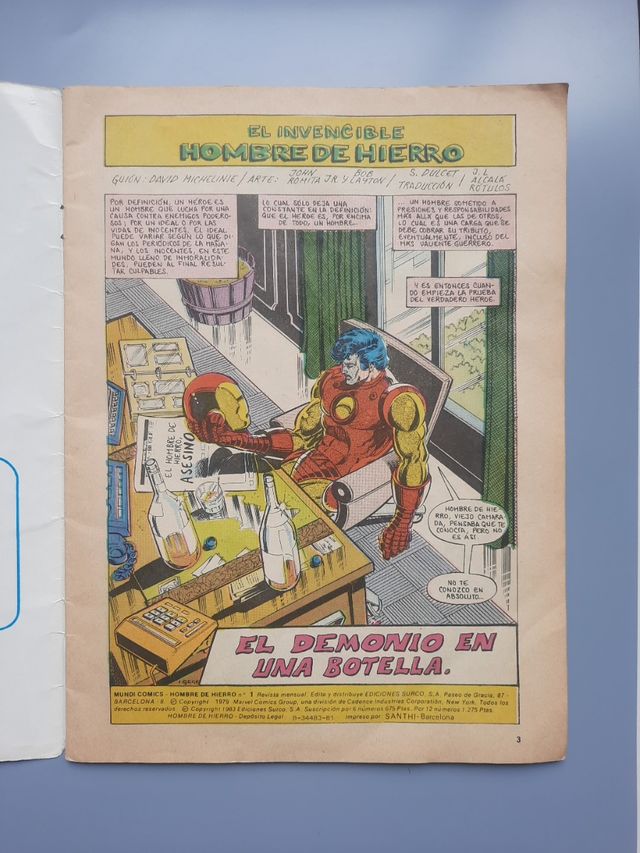 EL INVENCIBLE
HOMBRE DE HIERRO
GUIÓN: DAVID MICHELINIE / ARTE: JOHN ROMITA JR. Y BOB LAYTON / S. DULCET TRADUCCIÓN / J.L. ALCALÁ RÓTULOS
POR DEFINICIÓN, UN HÉROE ES
UN HOMBRE QUE LUCHA POR UNA
CAUSA CONTRA ENEMIGOS PODERO-
SOS; POR UN IDEAL O POR LAS
VIDAS DE INOCENTES. EL IDEAL
PUEDE VARIAR SEGÚN LO QUE DI-
GAN LOS PERIÓDICOS DE LA MAÑA-
NA; Y LOS INOCENTES, EN ESTE
MUNDO LLENO DE INMORALIDA-
DES, PUEDEN AL FINAL RESUL-
TAR CULPABLES.
LO CUAL SÓLO DEJA UNA
CONSTANTE EN LA DEFINICIÓN:
QUE EL HÉROE ES, POR ENCIMA
DE TODO, UN HOMBRE...
UN HOMBRE SOMETIDO A
PRESIONES Y RESPONSABILIDADES
MÁS ALLÁ QUE LAS DE OTROS,
LO CUAL ES UNA CARGA QUE SE
DEBE COBRAR SU TRIBUTO,
EVENTUALMENTE, INCLUSO DEL
MÁS VALIENTE GUERRERO.
Y ES ENTONCES CUAN-
DO EMPIEZA LA PRUEBA
DEL VERDADERO HÉROE.
EL HOMBRE DE
HIERRO,
ASESINO
HOMBRE DE HIE-
RRO, VIEJO CAMARA
DA, PENSABA QUE TE
CONOCÍA, PERO NO
ES ASÍ.
NO TE
CONOZCO EN
ABSOLUTO...
EL DEMONIO EN
UNA BOTELLA.
MUNDI COMICS - HOMBRE DE HIERRO nº 1 Revista mensual. Edita y distribuye EDICIONES SURCO, S.A. Paseo de Gracia, 87 -
BARCELONA - 8. © Copyright 1979 Marvel Comics Group, una división de Cadence Industries Corporatión, New York. Todos los
derechos reservados. © Copyright 1983 Ediciones Surco, S.A. Suscripción por 6 números 675 Ptas. Por 12 números 1.275 Ptas.
HOMBRE DE HIERRO - Depósito Legal B-34483-81 Impreso por SANTHI-Barcelona
3